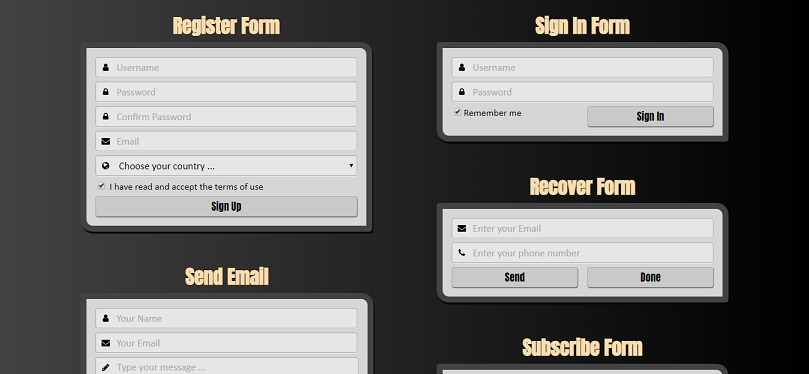 Register Form
Username
Password
Confirm Password
Email
Choose your country ...
I have read and accept the terms of use
Sign Up
Send Email
Your Name
Your Email
Type your message ...
Sign In Form
Username
Password
Remember me
Sign In
Recover Form
Enter your Email
Enter your phone number
Send Done
Subscribe Form